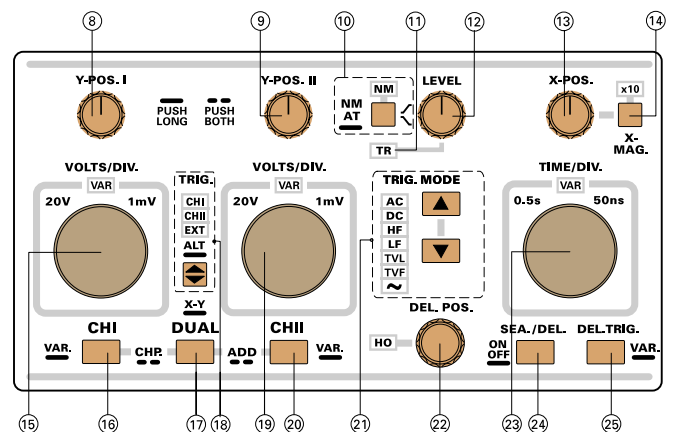 8 9 10 11 12 13 14
Y-POS. I Y-POS. II LEVEL X-POS.
PUSH LONG
PUSH BOTH
NM AT
NM
x10
X-MAG.
TR
VOLTS/DIV. TRIG. VOLTS/DIV. TRIG. MODE TIME/DIV.
VAR
20V 1mV
CHI
CHII
EXT
ALT
VAR
20V 1mV
AC
DC
HF
LF
TVL
TVF
~
VAR
0.5s 50ns
X-Y
DEL. POS.
HO
CHI DUAL CHII SEA./DEL. DEL.TRIG.
VAR. CHP. ADD VAR. ON OFF VAR.
15 16 17 18 19 20 21 22 23 24 25